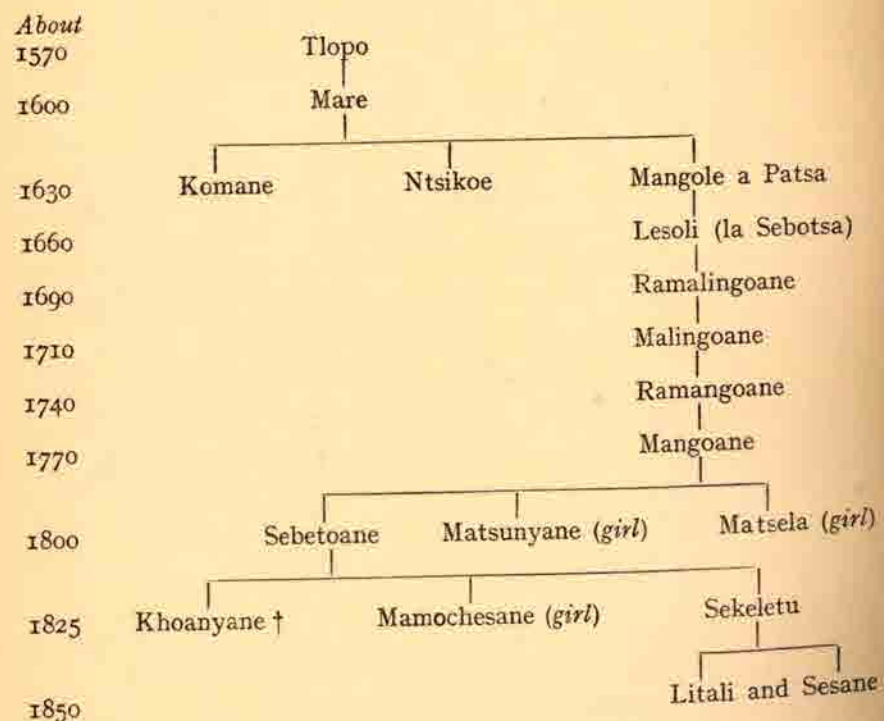 About
1570 Tlopo
1600 Mare
1630 Komane Ntsikoe Mangole a Patsa
1660 Lesoli (la Sebotsa)
1690 Ramalingoane
1710 Malingoane
1740 Ramangoane
1770 Mangoane
1800 Sebetoane Matsunyane (girl) Matsela (girl)
1825 Khoanyane † Mamochesane (girl) Sekeletu
Litali and Sesane
1850